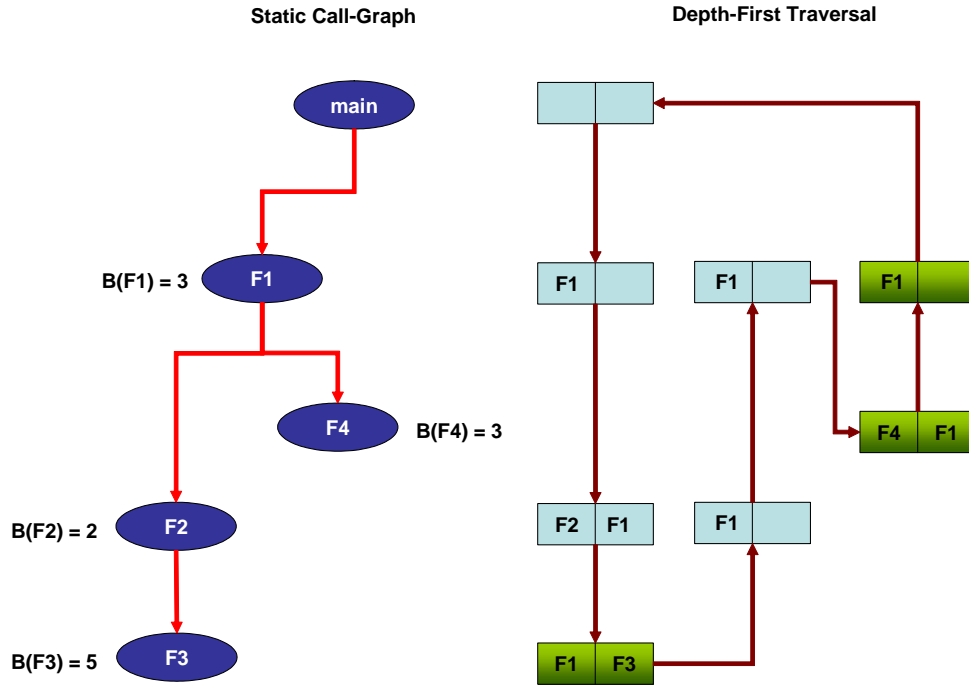 Static Call-Graph
Depth-First Traversal
main
B(F1) = 3
F1
F1
F1
F1
F4
B(F4) = 3
F4 F1
B(F2) = 2
F2
F2 F1
F1
B(F3) = 5
F3
F1 F3